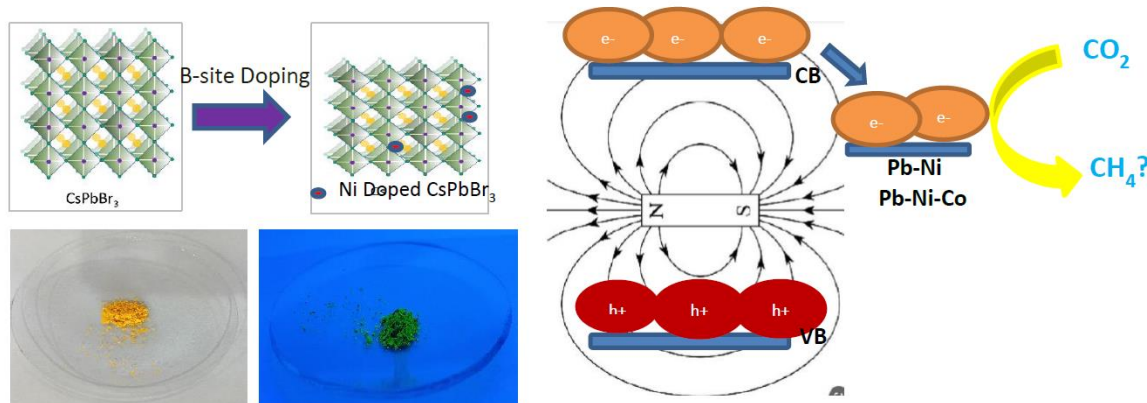 B-site Doping
CsPbBr3
Ni Doped CsPbBr3
e-
e-
e-
CB
e-
e-
Pb-Ni
Pb-Ni-Co
CO2
CH4?
N
S
h+
h+
h+
VB